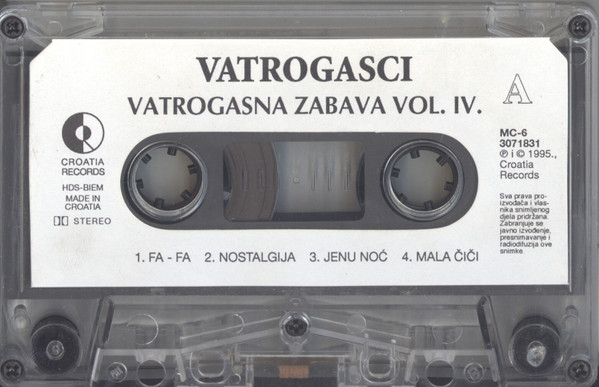 VATROGASCI
VATROGASNA ZABAVA VOL. IV.
A
CROATIA
RECORDS
HDS-BIEM
MADE IN
CROATIA
STEREO
MC-6
3071831
℗ i © 1995.,
Croatia
Records
Sva prava pro-
izvođača i vlas-
nika snimljenog
djela pridržana.
Zabranjuje se
javno izvođenje,
presnimavanje i
radiodifuzija ove
snimke.
1. FA - FA 2. NOSTALGIJA 3. JENU NOĆ 4. MALA ČIČI